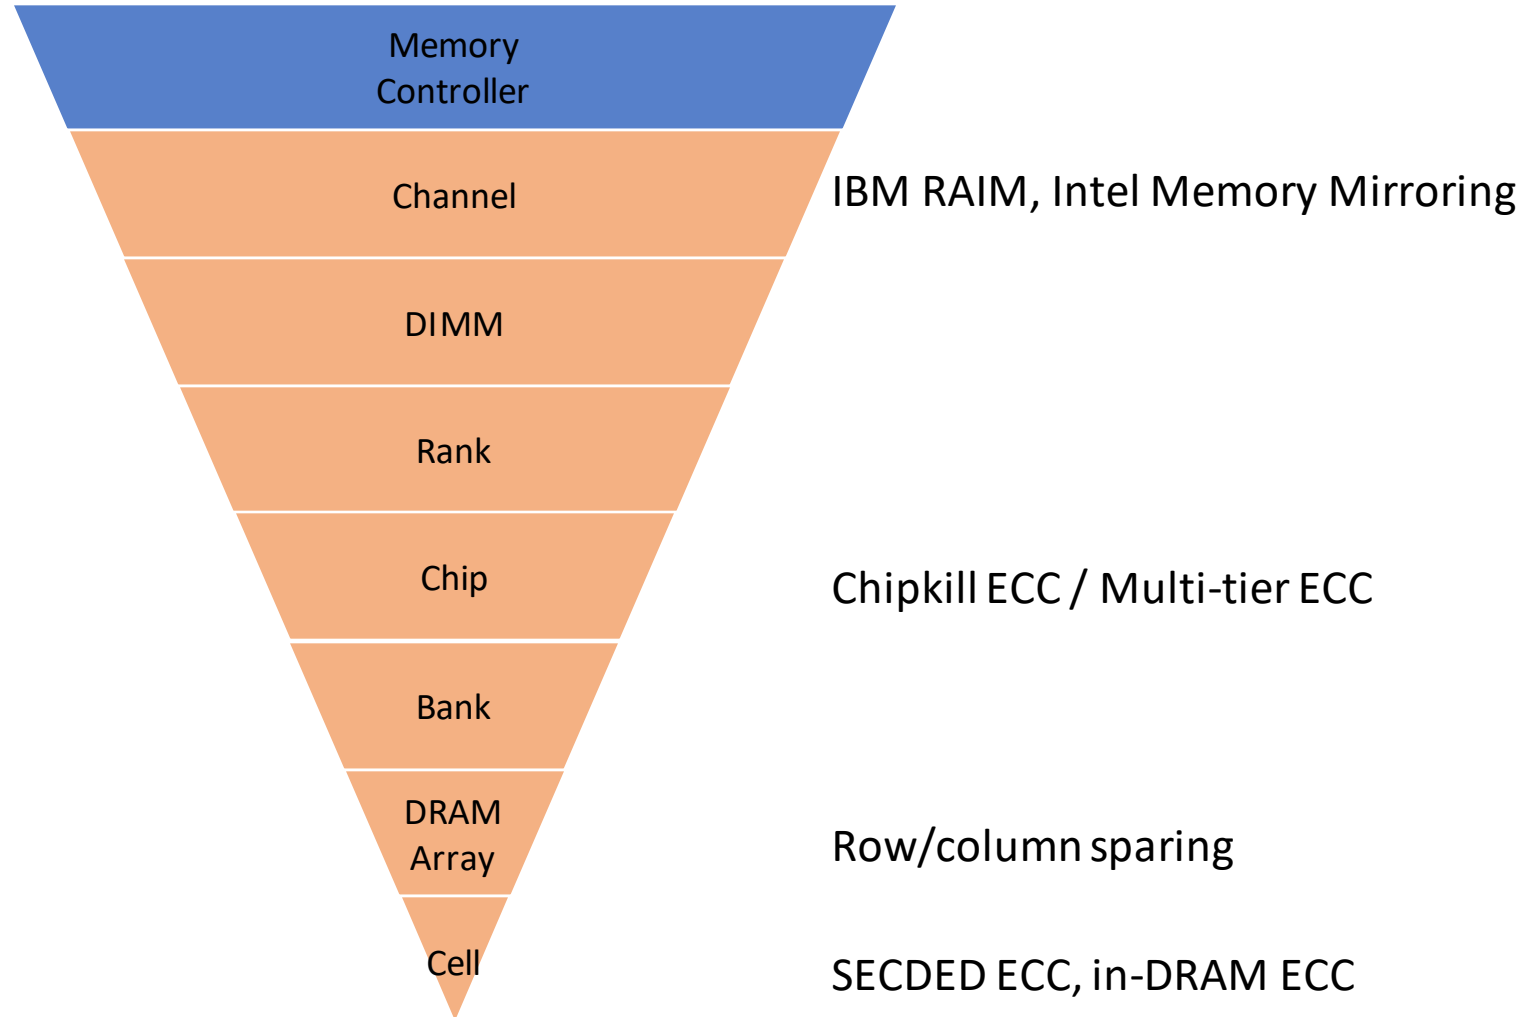 Memory
Controller
Channel
IBM RAIM, Intel Memory Mirroring
DIMM
Rank
Chip
Chipkill ECC / Multi-tier ECC
Bank
DRAM
Array
Row/column sparing
Cell
SECDED ECC, in-DRAM ECC